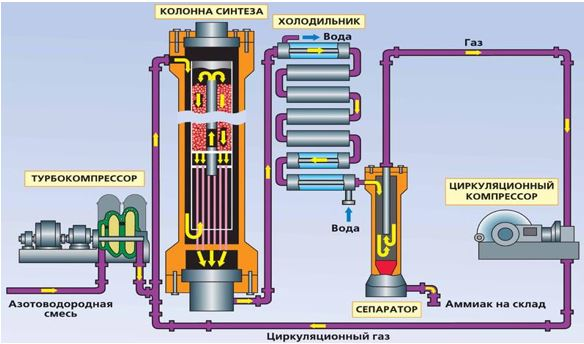 КОЛОННА СИНТЕЗА
ХОЛОДИЛЬНИК
Вода
Газ
ТУРБОКОМПРЕССОР
ЦИРКУЛЯЦИОННЫЙ
КОМПРЕССОР
Вода
Азотоводородная
смесь
СЕПАРАТОР
Аммиак на склад
Циркуляционный газ